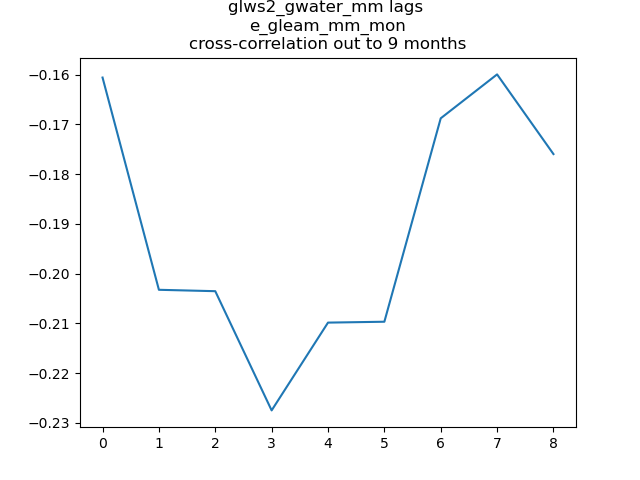 glws2_gwater_mm lags
e_gleam_mm_mon
cross-correlation out to 9 months
−0.16
−0.17
−0.18
−0.19
−0.20
−0.21
−0.22
−0.23
0 1 2 3 4 5 6 7 8